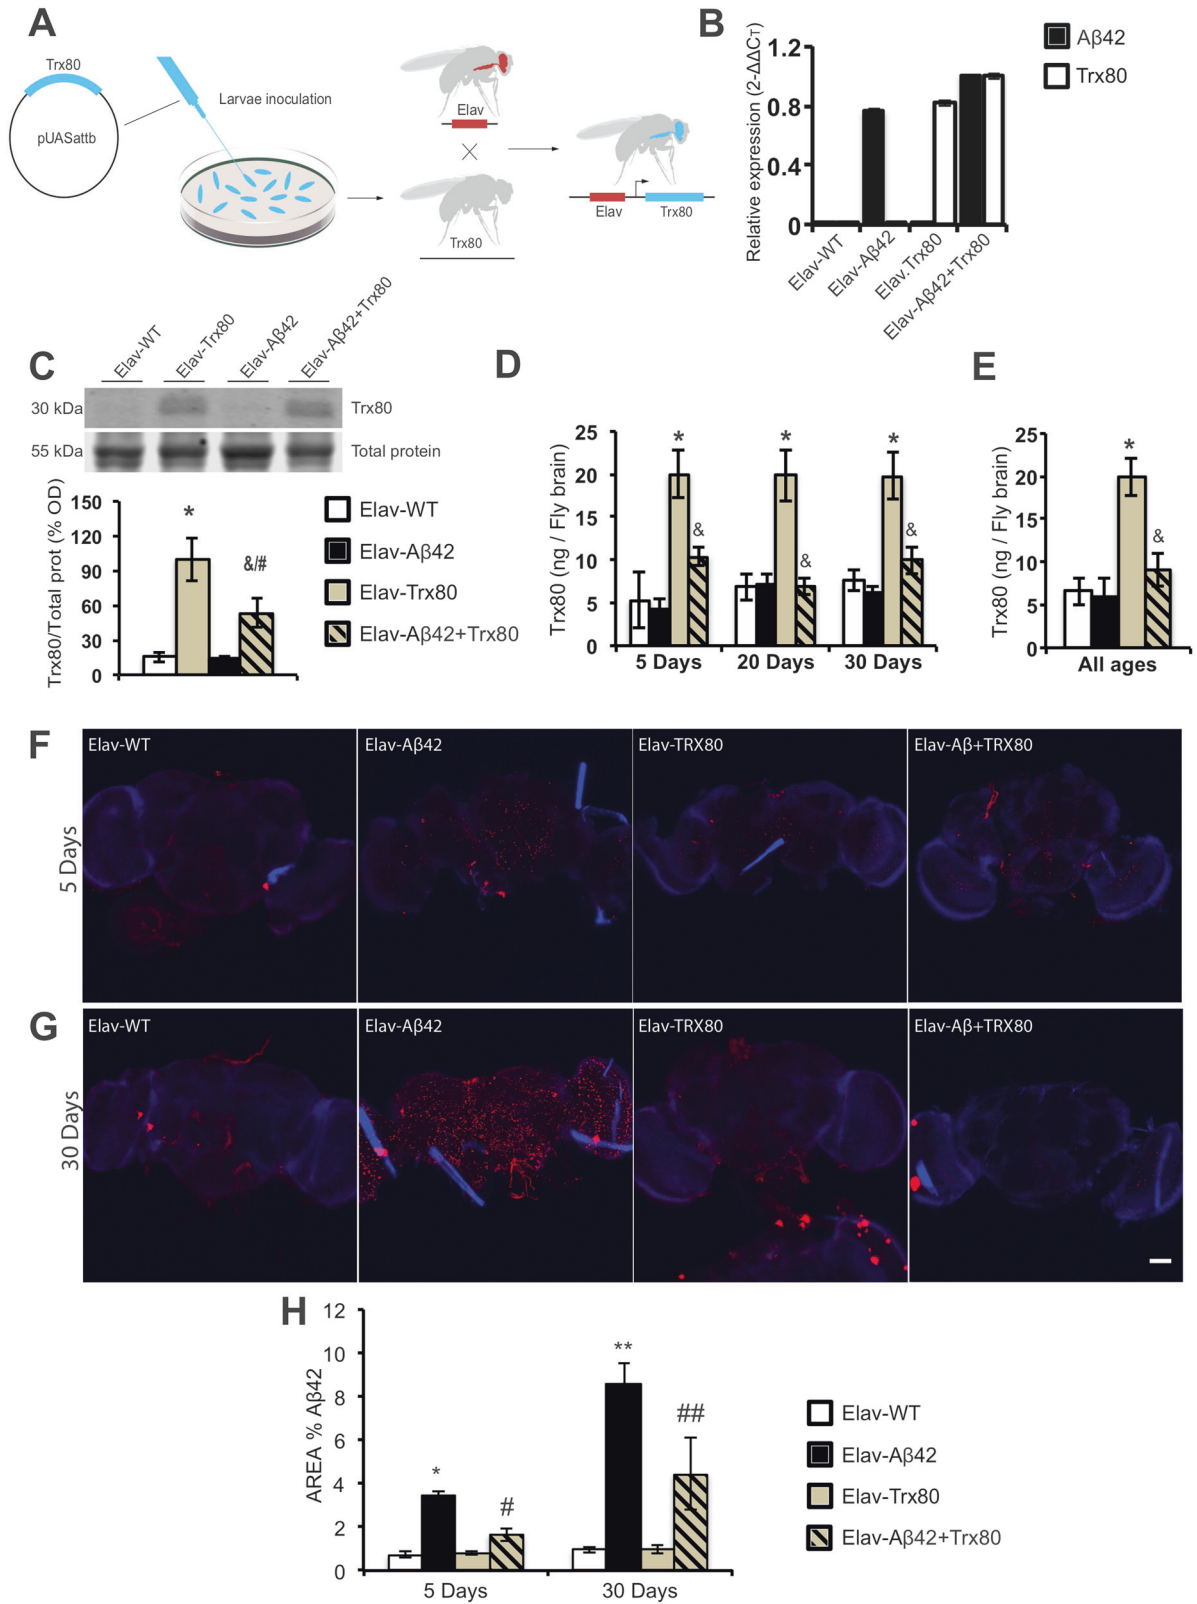 A
Trx80
pUASattb
Larvae inoculation
Elav
Trx80
Elav
Trx80
B
Relative expression (2-ΔΔCT)
1.2
0.8
0.4
0
Elav-WT
Elav-Aβ42
Elav.Trx80
Elav-Aβ42+Trx80
Aβ42
Trx80
C
Elav-WT
Elav-Trx80
Elav-Aβ42
Elav-Aβ42+Trx80
30 kDa
Trx80
55 kDa
Total protein
Trx80/Total prot (% OD)
150
120
90
60
30
0
*
&/#
Elav-WT
Elav-Aβ42
Elav-Trx80
Elav-Aβ42+Trx80
D
Trx80 (ng / Fly brain)
25
20
15
10
5
0
*
&
*
&
*
&
5 Days
20 Days
30 Days
E
Trx80 (ng / Fly brain)
25
20
15
10
5
0
*
&
All ages
F
5 Days
Elav-WT
Elav-Aβ42
Elav-TRX80
Elav-Aβ+TRX80
G
30 Days
Elav-WT
Elav-Aβ42
Elav-TRX80
Elav-Aβ+TRX80
H
AREA % Aβ42
12
10
8
6
4
2
0
*
#
**
##
5 Days
30 Days
Elav-WT
Elav-Aβ42
Elav-Trx80
Elav-Aβ42+Trx80